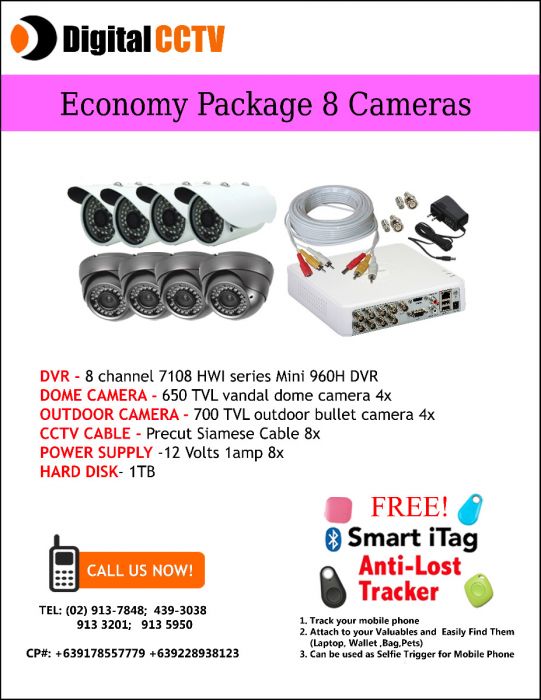 Digital CCTV
Economy Package 8 Cameras
DVR - 8 channel 7108 HWI series Mini 960H DVR
DOME CAMERA - 650 TVL vandal dome camera 4x
OUTDOOR CAMERA - 700 TVL outdoor bullet camera 4x
CCTV CABLE - Precut Siamese Cable 8x
POWER SUPPLY -12 Volts 1amp 8x
HARD DISK- 1TB
CALL US NOW!
TEL: (02) 913-7848; 439-3038
913 3201; 913 5950
CP#: +639178557779 +639228938123
FREE!
Smart iTag
Anti-Lost
Tracker
1. Track your mobile phone
2. Attach to your Valuables and Easily Find Them
(Laptop, Wallet ,Bag,Pets)
3. Can be used as Selfie Trigger for Mobile Phone